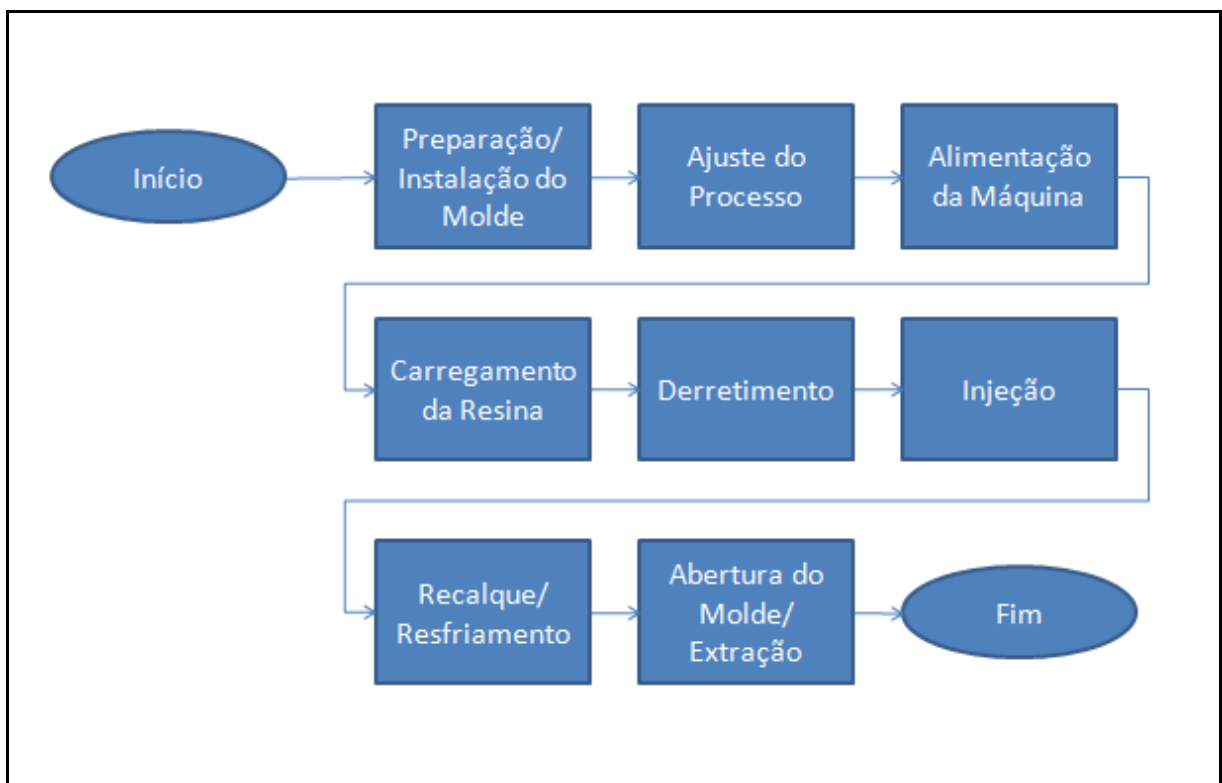 Início
Preparação/
Instalação do
Molde
Ajuste do
Processo
Alimentação
da Máquina
Carregamento
da Resina
Derretimento
Injeção
Recalque/
Resfriamento
Abertura do
Molde/
Extração
Fim